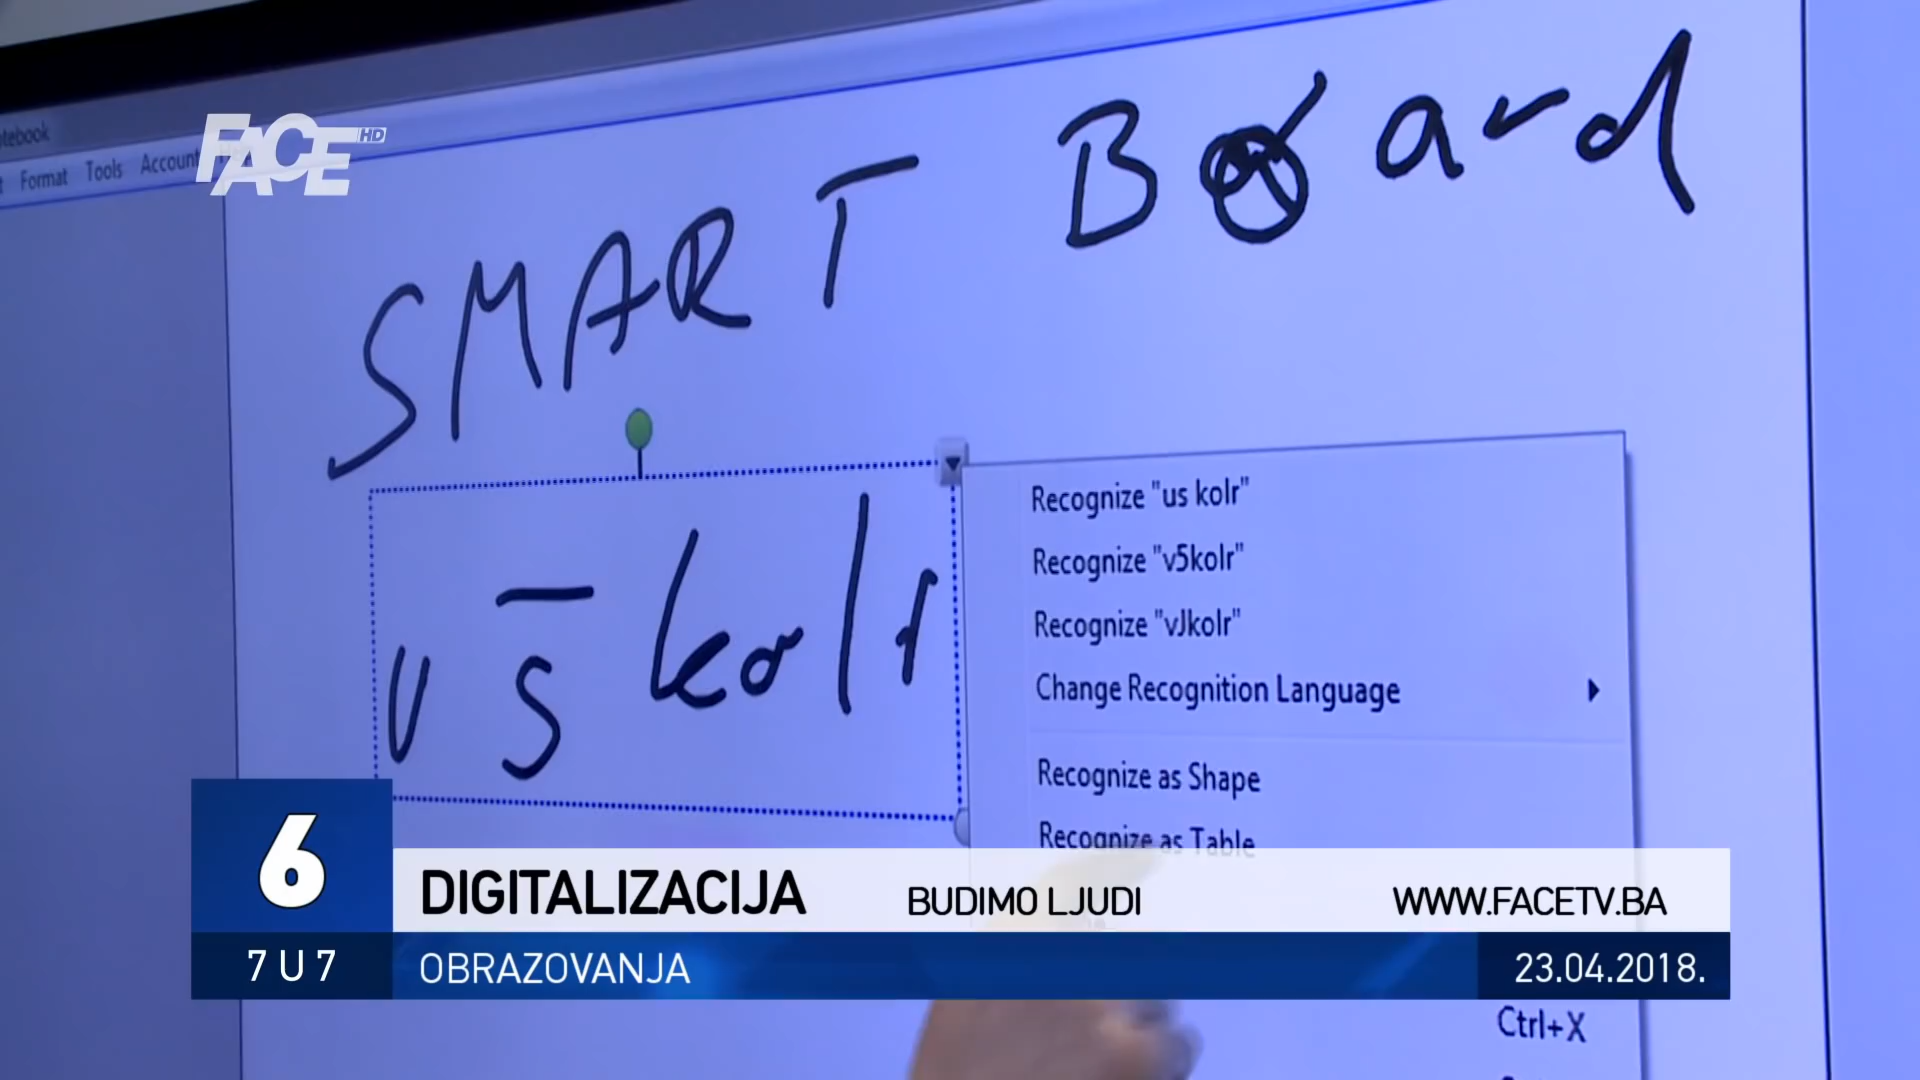 tebook
Format Tools Account
FACE HD
SMART Board
u školr
Recognize "us kolr"
Recognize "v5kolr"
Recognize "vJkolr"
Change Recognition Language
Recognize as Shape
Recognize as Table
6
DIGITALIZACIJA BUDIMO LJUDI WWW.FACETV.BA
7 U 7 OBRAZOVANJA 23.04.2018.
Ctrl+X